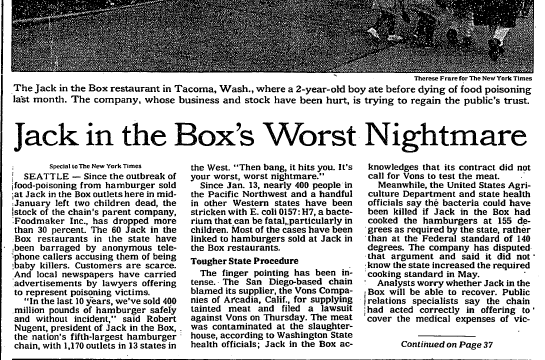 Therese Frare for The New York Times
The Jack in the Box restaurant in Tacoma, Wash., where a 2-year-old boy ate before dying of food poisoning
last month. The company, whose business and stock have been hurt, is trying to regain the public's trust.
Jack in the Box's Worst Nightmare
Special to The New York Times
SEATTLE — Since the outbreak of
food-poisoning from hamburger sold
at Jack in the Box outlets here in mid-
January left two children dead, the
stock of the chain's parent company,
Foodmaker Inc., has dropped more
than 30 percent. The 60 Jack in the
Box restaurants in the state have
been barraged by anonymous tele-
phone callers accusing them of being
baby killers. Customers are scarce.
And local newspapers have carried
advertisements by lawyers offering
to represent poisoning victims.
"In the last 10 years, we've sold 400
million pounds of hamburger safely
and without incident," said Robert
Nugent, president of Jack in the Box,
the nation's fifth-largest hamburger
chain, with 1,170 outlets in 13 states in
the West. "Then bang, it hits you. It's
your worst, worst nightmare."
Since Jan. 13, nearly 400 people in
the Pacific Northwest and a handful
in other Western states have been
stricken with E. coli 0157: H7, a bacte-
rium that can be fatal, particularly in
children. Most of the cases have been
linked to hamburgers sold at Jack in
the Box restaurants.
Tougher State Procedure
The finger pointing has been in-
tense. The San Diego-based chain
blamed its supplier, the Vons Compa-
nies of Arcadia, Calif., for supplying
tainted meat and filed a lawsuit
against Vons on Thursday. The meat
was contaminated at the slaughter-
house, according to Washington State
health officials; Jack in the Box ac-
knowledges that its contract did not
call for Vons to test the meat.
Meanwhile, the United States Agri-
culture Department and state health
officials say the bacteria could have
been killed if Jack in the Box had
cooked the hamburgers at 155 de-
grees as required by the state, rather
than at the Federal standard of 140
degrees. The company has disputed
that argument and said it did not
know the state increased the required
cooking standard in May.
Analysts worry whether Jack in the
Box will be able to recover. Public
relations specialists say the chain
had acted correctly in offering to
cover the medical expenses of vic-
Continued on Page 37